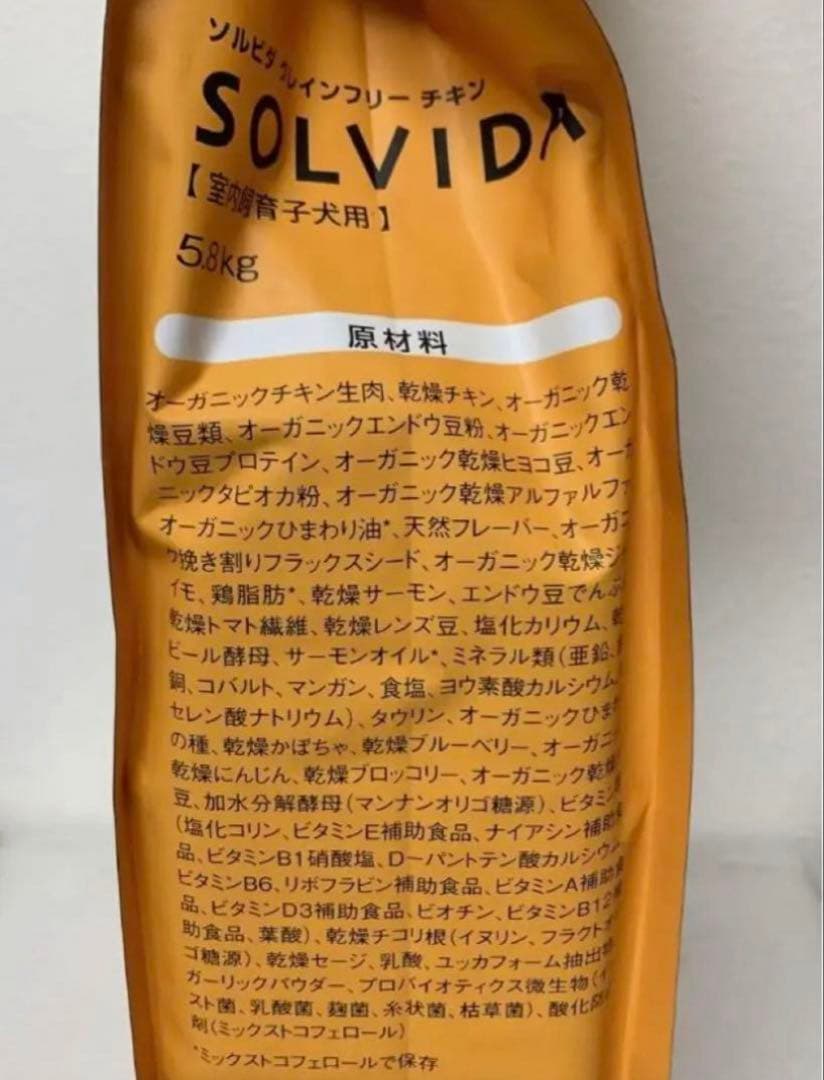 ソルビダ グレインフリー チキン
SOLVIDA
【室内飼育子犬用】
5.8kg
原材料
オーガニックチキン生肉、乾燥チキン、オーガニック乾
燥豆類、オーガニックエンドウ豆粉、オーガニックエン
ドウ豆プロテイン、オーガニック乾燥ヒヨコ豆、オーガ
ニックタピオカ粉、オーガニック乾燥アルファルファ
オーガニックひまわり油*、天然フレーバー、オーガニ
ク挽き割りフラックスシード、オーガニック乾燥ジ
イモ、鶏脂肪*、乾燥サーモン、エンドウ豆でんぷ
乾燥トマト繊維、乾燥レンズ豆、塩化カリウム、乾
ビール酵母、サーモンオイル*、ミネラル類(亜鉛、
銅、コバルト、マンガン、食塩、ヨウ素酸カルシウム、
セレン酸ナトリウム)、タウリン、オーガニックひま
の種、乾燥かぼちゃ、乾燥ブルーベリー、オーガニ
乾燥にんじん、乾燥ブロッコリー、オーガニック乾燥
豆、加水分解酵母(マンナンオリゴ糖源)、ビタミン
(塩化コリン、ビタミンE補助食品、ナイアシン補助食
品、ビタミンB1硝酸塩、D-パントテン酸カルシウム
ビタミンB6、リボフラビン補助食品、ビタミンA補助食
品、ビタミンD3補助食品、ビオチン、ビタミンB12補
助食品、葉酸)、乾燥チコリ根(イヌリン、フラクトオ
ゴ糖源)、乾燥セージ、乳酸、ユッカフォーム抽出物
ガーリックパウダー、プロバイオティクス微生物(イ
スト菌、乳酸菌、麹菌、糸状菌、枯草菌)、酸化防
剤(ミックストコフェロール)
*ミックストコフェロールで保存